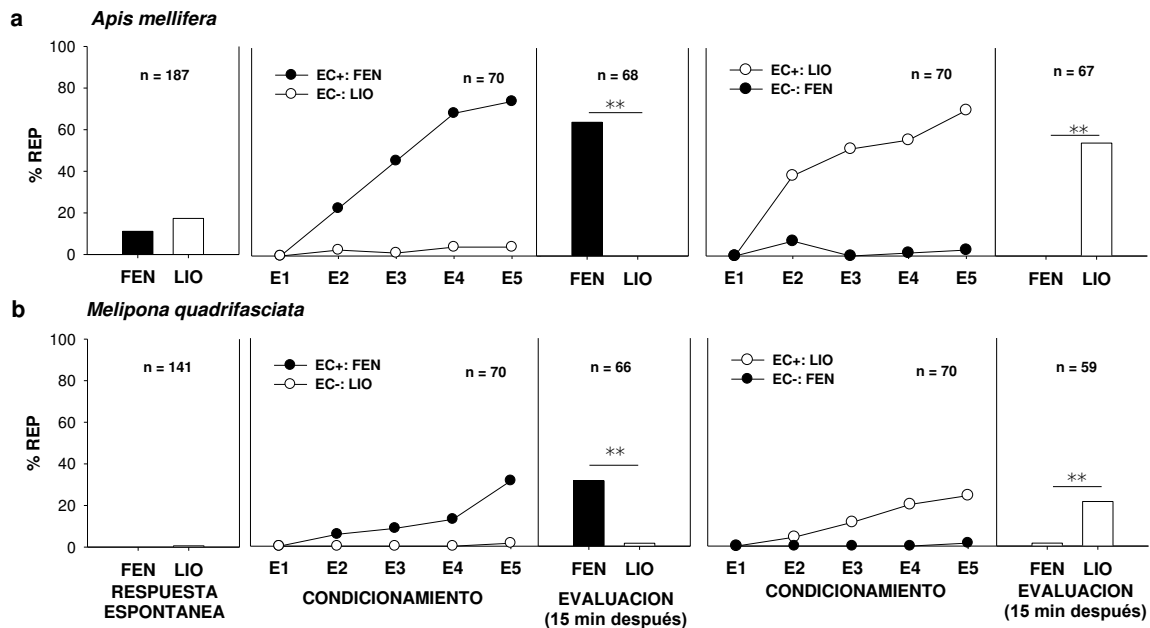 a
Apis mellifera
100
80
60
40
20
0
% REP
n = 187
FEN LIO
EC+: FEN
EC-: LIO
n = 70
E1 E2 E3 E4 E5
n = 68
**
FEN LIO
EC+: LIO
EC-: FEN
n = 70
E1 E2 E3 E4 E5
n = 67
**
FEN LIO
b
Melipona quadrifasciata
100
80
60
40
20
0
% REP
n = 141
FEN LIO
RESPUESTA
ESPONTANEA
EC+: FEN
EC-: LIO
n = 70
E1 E2 E3 E4 E5
CONDICIONAMIENTO
n = 66
**
FEN LIO
EVALUACION
(15 min después)
EC+: LIO
EC-: FEN
n = 70
E1 E2 E3 E4 E5
CONDICIONAMIENTO
n = 59
**
FEN LIO
EVALUACION
(15 min después)